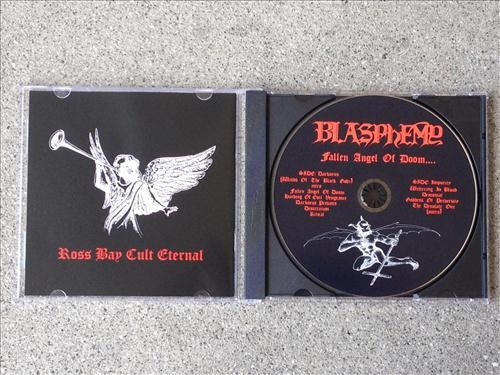 Ross Bay Cult Eternal
BLASPHEMY
Fallen Angel Of Doom....
SIDE: Darkness
(Winds Of The Black Gods)
intro
Fallen Angel Of Doom
Hording Of Evil Vengeance
Darkness Prevails
Desecration
Ritual
SIDE: Impurity
Weltering In Blood
Demoniac
Goddess Of Perversity
The Desolate One
(outro)